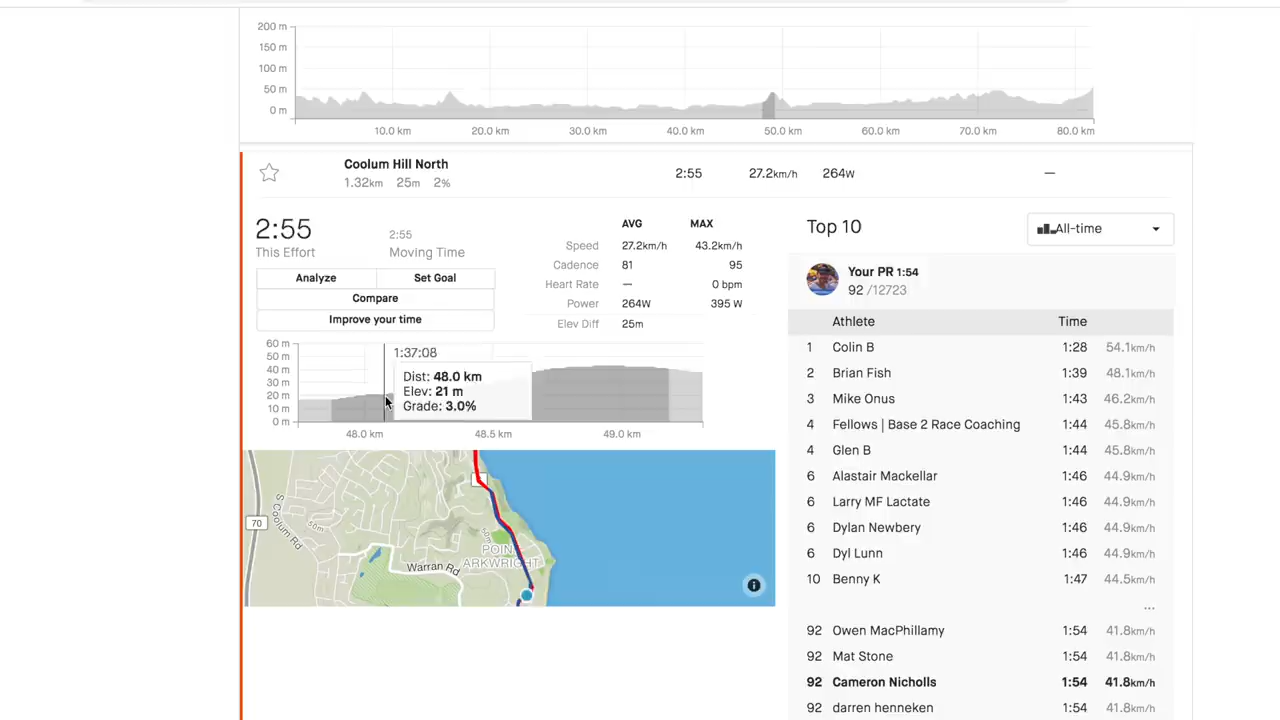 200 m
150 m
100 m
50 m
0 m
10.0 km 20.0 km 30.0 km 40.0 km 50.0 km 60.0 km 70.0 km 80.0 km
Coolum Hill North
1.32km 25m 2%
2:55 27.2km/h 264W —
2:55
This Effort
2:55
Moving Time
Analyze Set Goal
Compare
Improve your time
AVG MAX
Speed 27.2km/h 43.2km/h
Cadence 81 95
Heart Rate — 0 bpm
Power 264W 395 W
Elev Diff 25m
60 m
50 m
40 m
30 m
20 m
10 m
0 m
1:37:08
Dist: 48.0 km
Elev: 21 m
Grade: 3.0%
48.0 km 48.5 km 49.0 km
S Coolum Rd
50m
70
50m
POIN
ARKWRIGHT
Warran Rd
Top 10
All-time
Your PR 1:54
92 /12723
Athlete Time
1 Colin B 1:28 54.1km/h
2 Brian Fish 1:39 48.1km/h
3 Mike Onus 1:43 46.2km/h
4 Fellows | Base 2 Race Coaching 1:44 45.8km/h
4 Glen B 1:44 45.8km/h
6 Alastair Mackellar 1:46 44.9km/h
6 Larry MF Lactate 1:46 44.9km/h
6 Dylan Newbery 1:46 44.9km/h
6 Dyl Lunn 1:46 44.9km/h
10 Benny K 1:47 44.5km/h
...
92 Owen MacPhillamy 1:54 41.8km/h
92 Mat Stone 1:54 41.8km/h
92 Cameron Nicholls 1:54 41.8km/h
92 darren henneken 1:54 41.8km/h